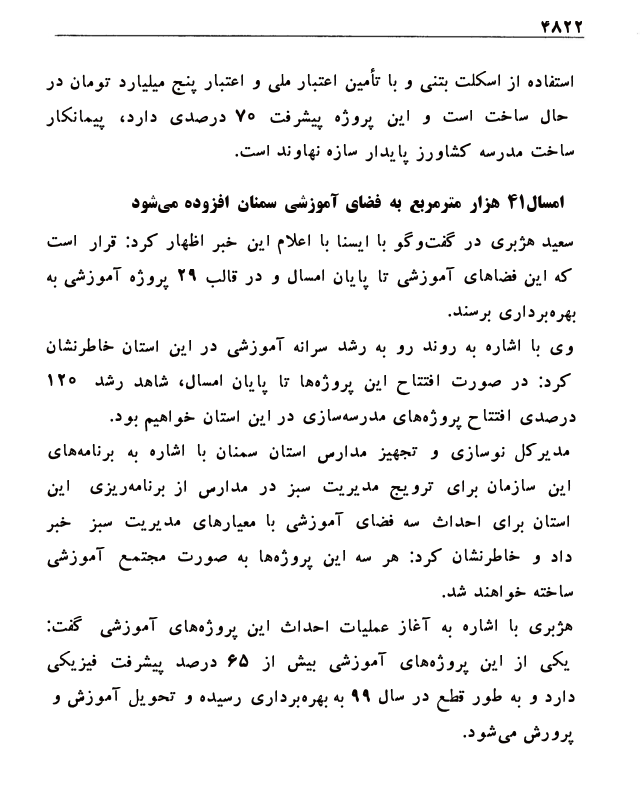 ۴۸۲۲
استفاده از اسکلت بتنی و با تأمین اعتبار ملی و اعتبار پنج میلیارد تومان در
حال ساخت است و این پروژه پیشرفت ۷۰ درصدی دارد، پیمانکار
ساخت مدرسه کشاورز پایدار سازه نهاوند است.
امسال۴۱ هزار مترمربع به فضای آموزشی سمنان افزوده می‌شود
سعید هژبری در گفت‌وگو با ایسنا با اعلام این خبر اظهار کرد: قرار است
که این فضاهای آموزشی تا پایان امسال و در قالب ۲۹ پروژه آموزشی به
بهره‌برداری برسند.
وی با اشاره به روند رو به رشد سرانه آموزشی در این استان خاطرنشان
کرد: در صورت افتتاح این پروژه‌ها تا پایان امسال، شاهد رشد ۱۲۰
درصدی افتتاح پروژه‌های مدرسه‌سازی در این استان خواهیم بود.
مدیرکل نوسازی و تجهیز مدارس استان سمنان با اشاره به برنامه‌های
این سازمان برای ترویج مدیریت سبز در مدارس از برنامه‌ریزی این
استان برای احداث سه فضای آموزشی با معیارهای مدیریت سبز خبر
داد و خاطرنشان کرد: هر سه این پروژه‌ها به صورت مجتمع آموزشی
ساخته خواهند شد.
هژبری با اشاره به آغاز عملیات احداث این پروژه‌های آموزشی گفت:
یکی از این پروژه‌های آموزشی بیش از ۶۵ درصد پیشرفت فیزیکی
دارد و به طور قطع در سال ۹۹ به بهره‌برداری رسیده و تحویل آموزش و
پرورش می‌شود.